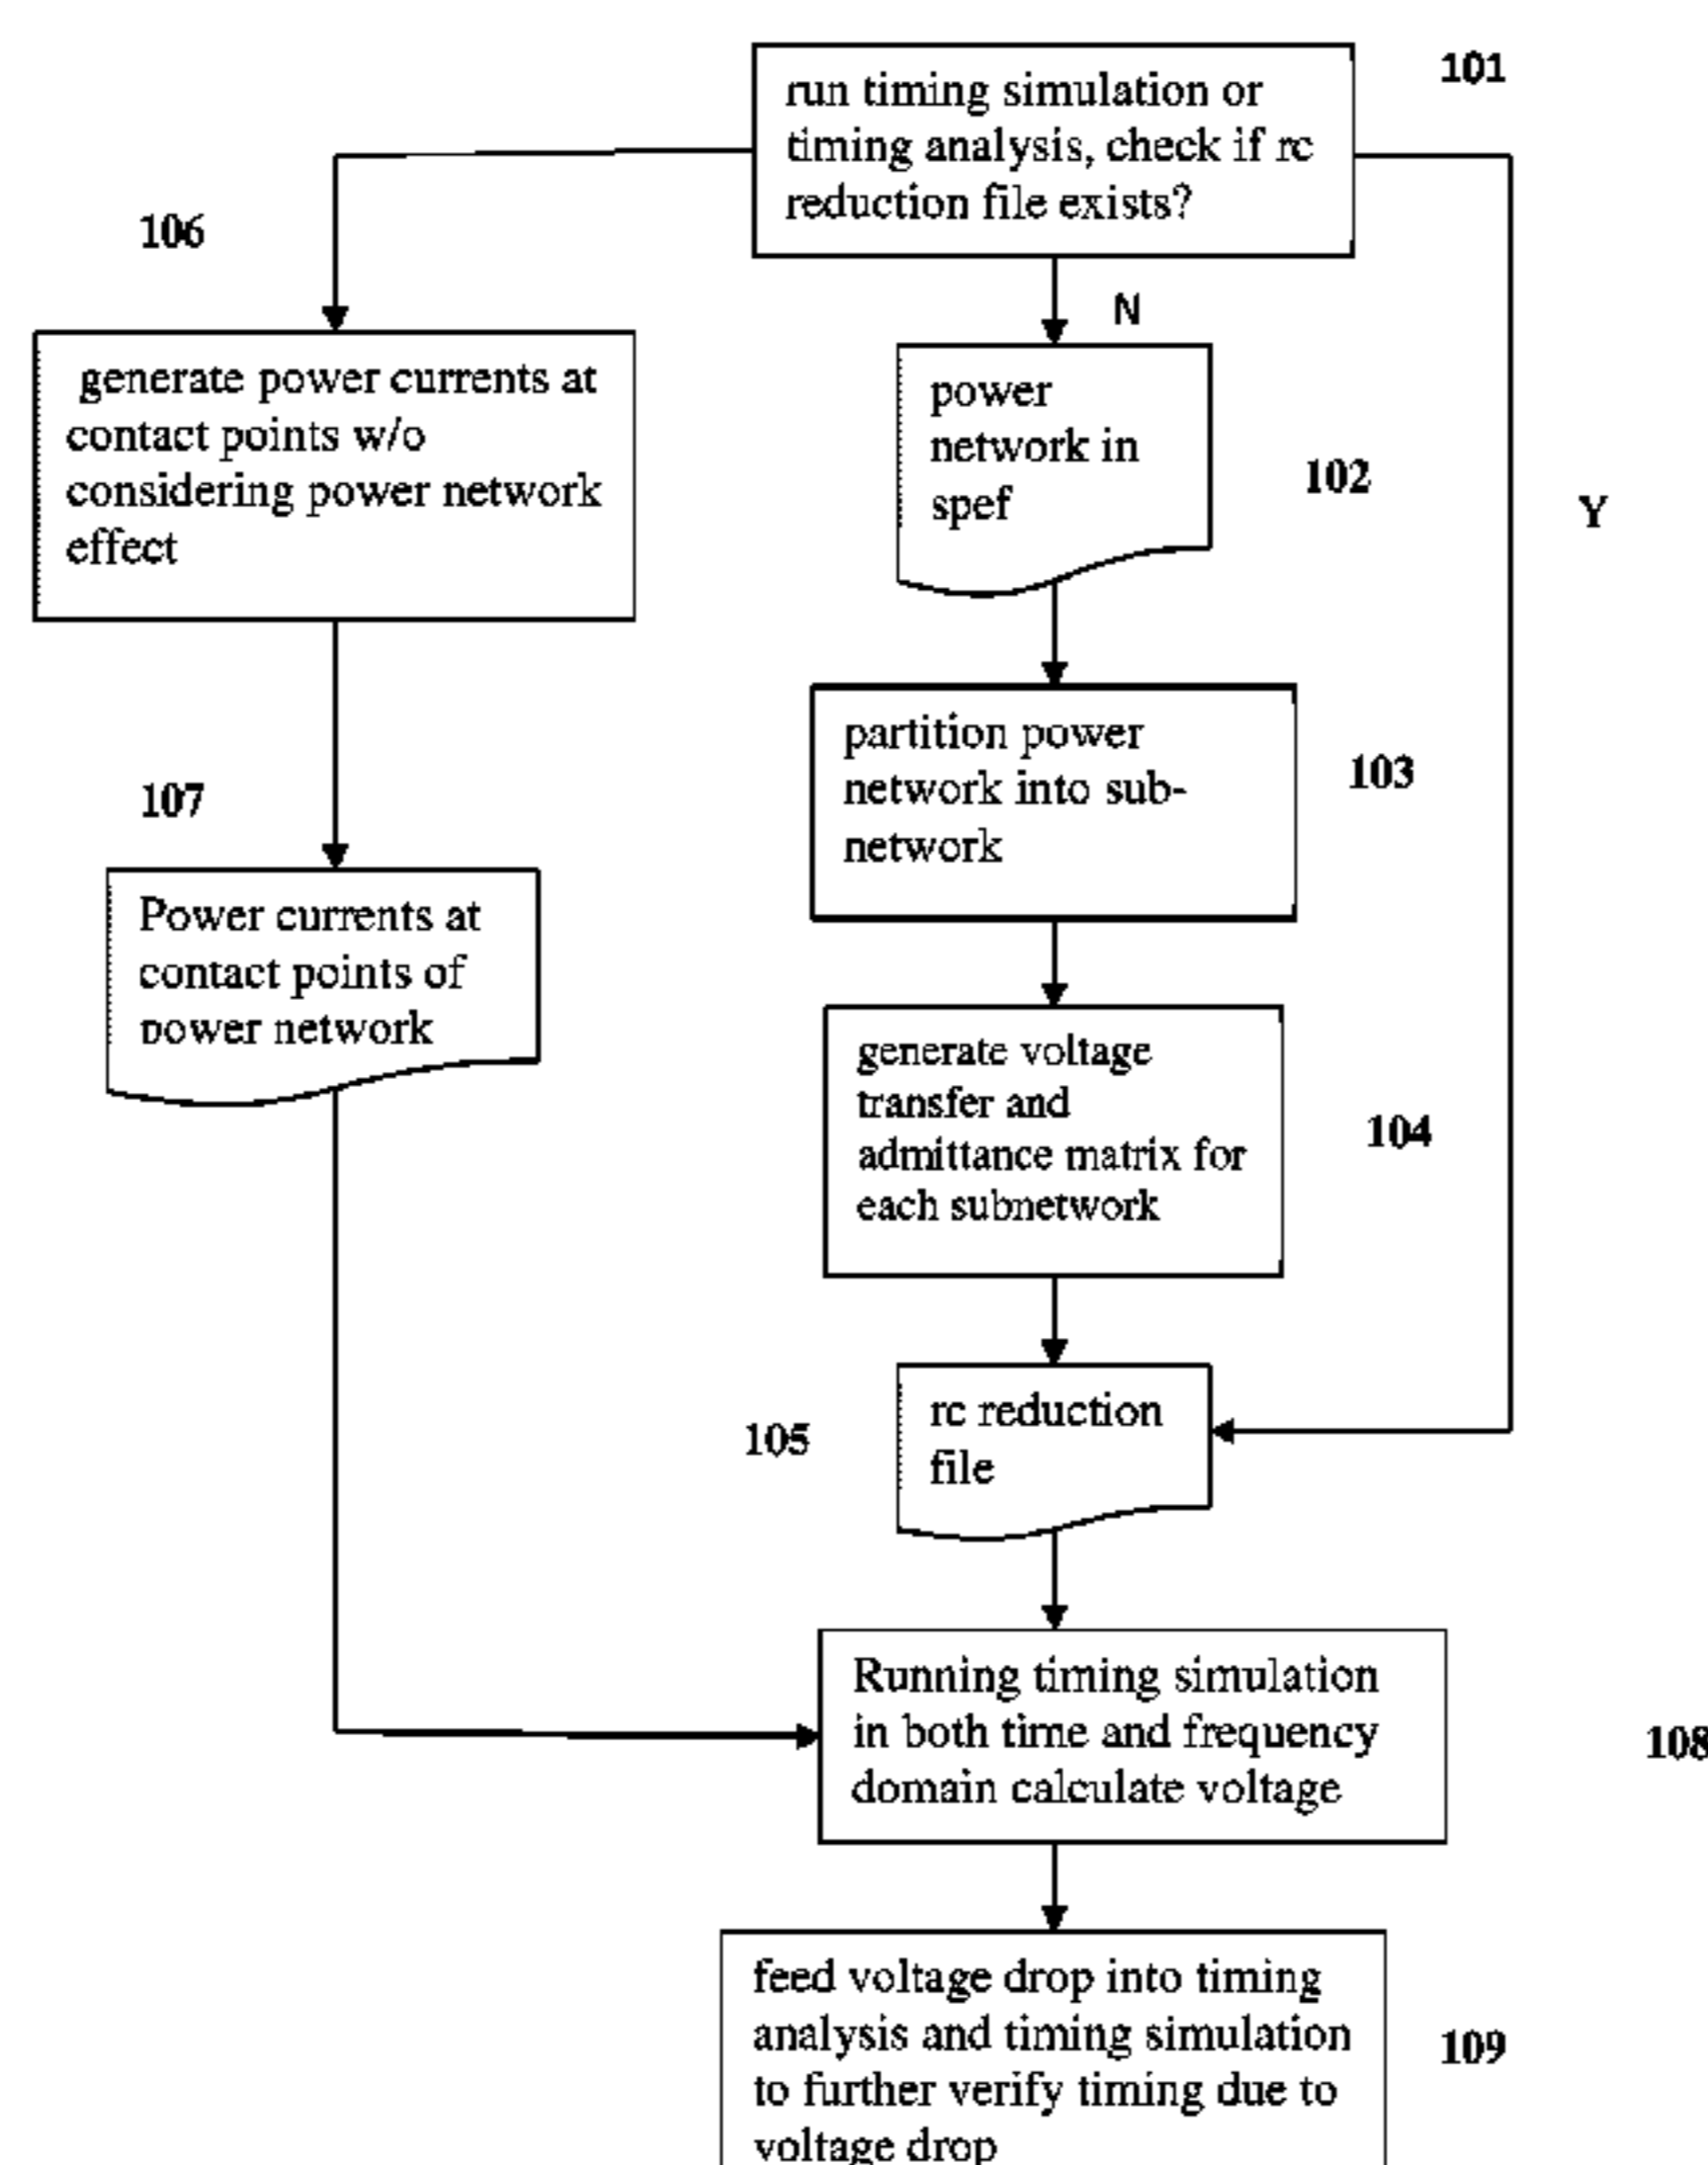 101
run timing simulation or
timing analysis, check if rc
reduction file exists?
106
N
generate power currents at
contact points w/o
considering power network
effect
power
network in
spef
102
Y
partition power
network into sub-
network
103
107
Power currents at
contact points of
power network
generate voltage
transfer and
admittance matrix for
each subnetwork
104
rc reduction
file
105
Running timing simulation
in both time and frequency
domain calculate voltage
108
feed voltage drop into timing
analysis and timing simulation
to further verify timing due to
voltage drop
109